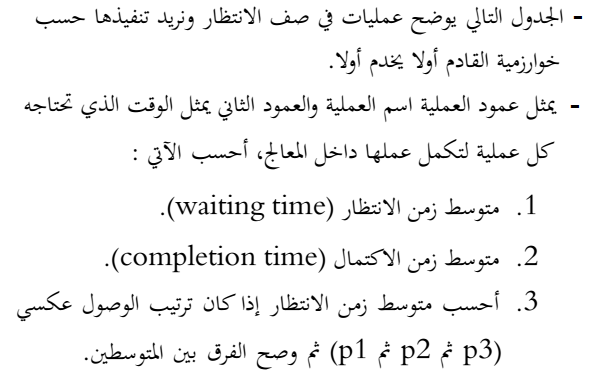 - الجدول التالي يوضح عمليات في صف الانتظار ونريد تنفيذها حسب
خوارزمية القادم أولا يخدم أولا.
- يمثل عمود العملية اسم العملية والعمود الثاني يمثل الوقت الذي تحتاجه
كل عملية لتكمل عملها داخل المعالج، أحسب الآتي :
1. متوسط زمن الانتظار (waiting time).
2. متوسط زمن الاكتمال (completion time).
3. أحسب متوسط زمن الانتظار إذا كان ترتيب الوصول عكسي
(p3 ثم p2 ثم p1) ثم وضح الفرق بين المتوسطين.